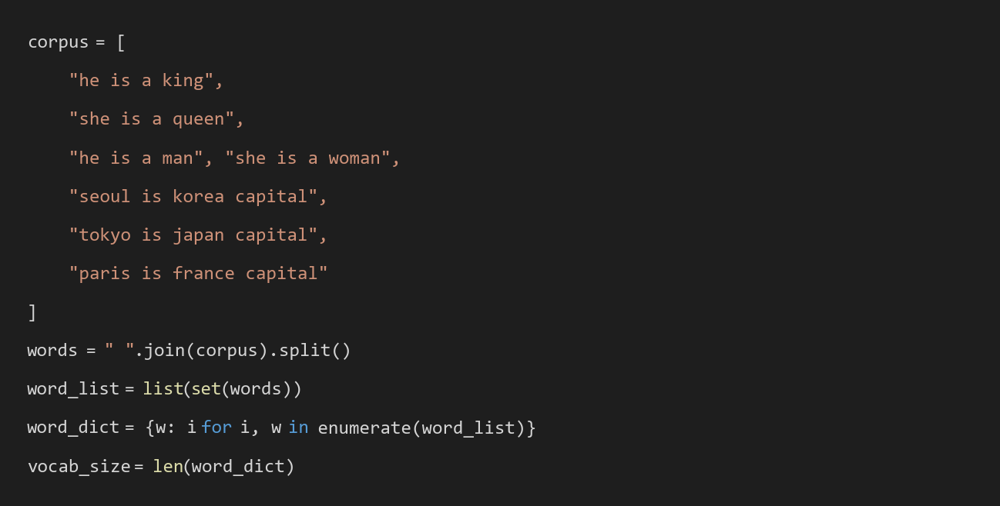 corpus = [
    "he is a king",
    "she is a queen",
    "he is a man", "she is a woman",
    "seoul is korea capital",
    "tokyo is japan capital",
    "paris is france capital"
]
words = " ".join(corpus).split()
word_list = list(set(words))
word_dict = {w: i for i, w in enumerate(word_list)}
vocab_size = len(word_dict)